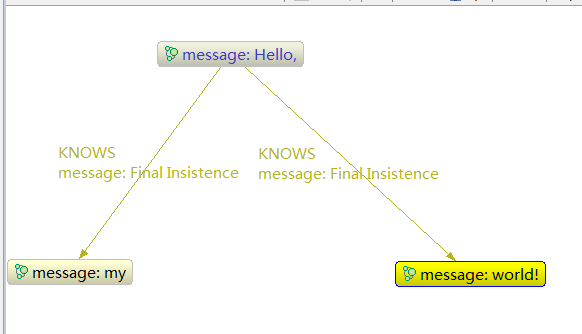 message: Hello,
KNOWS
message: Final Insistence
KNOWS
message: Final Insistence
message: my
message: world!